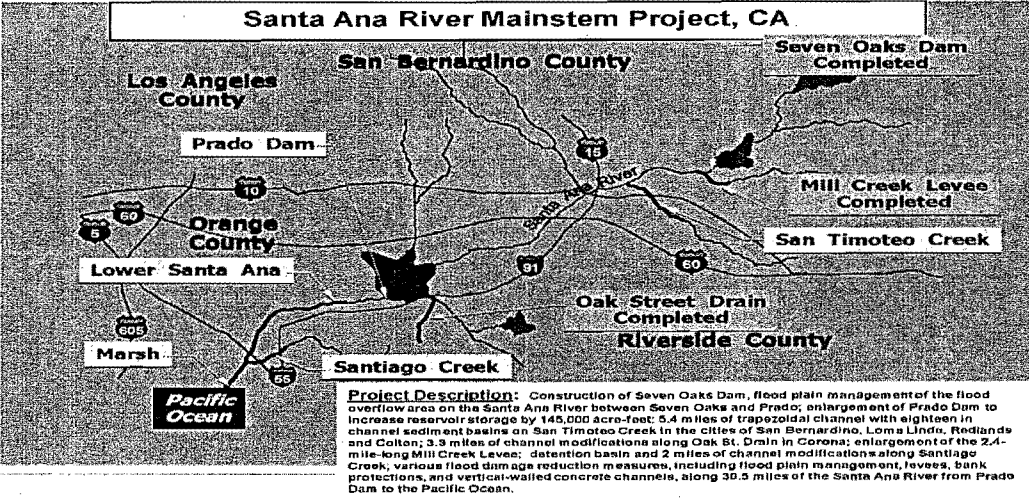 Santa Ana River Mainstem Project, CA
Seven Oaks Dam
Completed
San Bernardino County
Los Angeles
County
Prado Dam
15
10
Santa Ana River
Mill Creek Levee
Completed
60
5
Orange
County
San Timoteo Creek
Lower Santa Ana
91
60
Oak Street Drain
Completed
605
Riverside County
Marsh
Santiago Creek
55
Pacific
Ocean
Project Description: Construction of Seven Oaks Dam, flood plain management of the flood
overflow area on the Santa Ana River between Seven Oaks and Prado; enlargement of Prado Dam to
increase reservoir storage by 145,000 acre-feet; 5.4 miles of trapezoidal channel with eighteen in
channel sediment basins on San Timoteo Creek in the cities of San Bernardino, Loma Linda, Redlands
and Colton; 3.3 miles of channel modifications along Oak St. Drain in Corona; enlargement of the 2.4-
mile-long Mill Creek Levee; detention basin and 2 miles of channel modifications along Santiago
Creek; various flood damage reduction measures, including flood plain management, levees, bank
protections, and vertical-walled concrete channels, along 30.5 miles of the Santa Ana River from Prado
Dam to the Pacific Ocean.